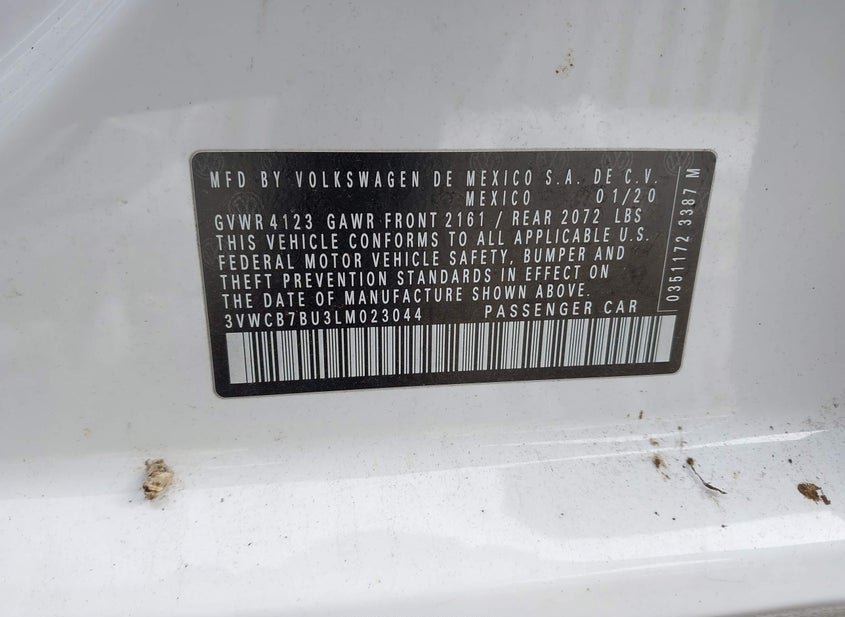 MFD BY VOLKSWAGEN DE MEXICO S.A. DE C.V.
MEXICO 01/20
GVWR 4123 GAWR FRONT 2161 / REAR 2072 LBS
THIS VEHICLE CONFORMS TO ALL APPLICABLE U.S.
FEDERAL MOTOR VEHICLE SAFETY, BUMPER AND
THEFT PREVENTION STANDARDS IN EFFECT ON
THE DATE OF MANUFACTURE SHOWN ABOVE.
3VWCB7BU3LM023044 PASSENGER CAR
0351172 3387 M